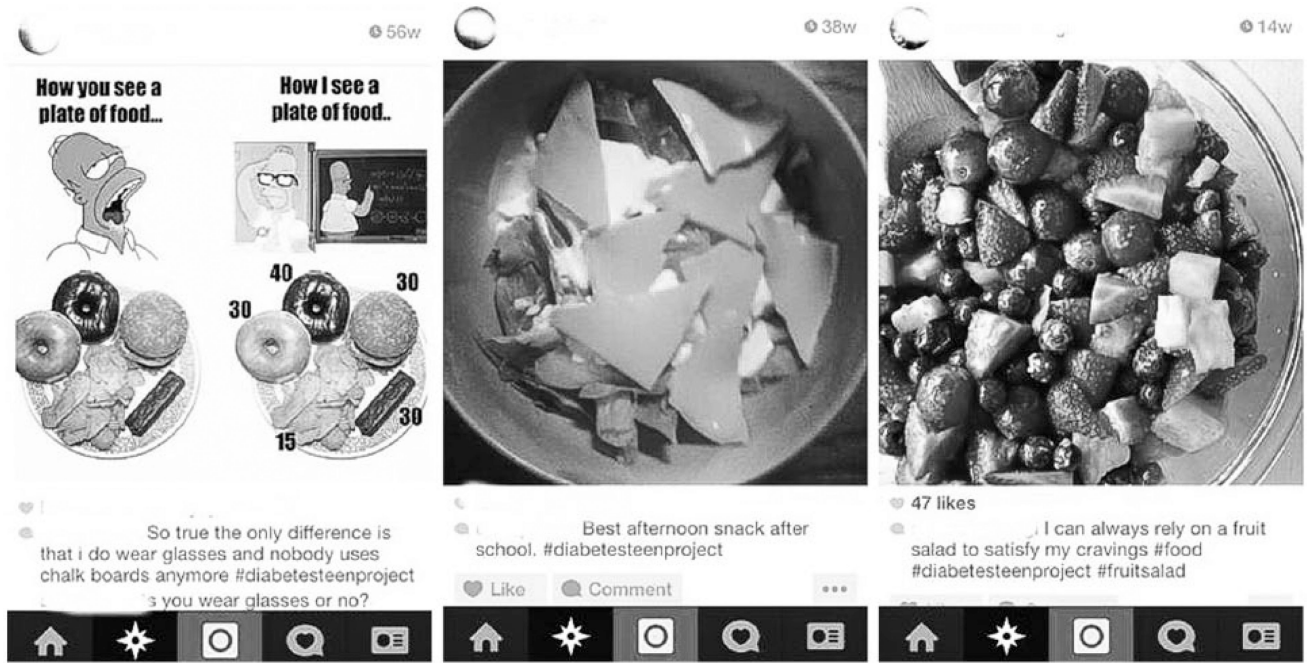 56w
How you see a
plate of food...
How I see a
plate of food..
40
30
30
30
15
So true the only difference is
that i do wear glasses and nobody uses
chalk boards anymore #diabetesteenproject
s you wear glasses or no?
38w
Best afternoon snack after
school. #diabetesteenproject
Like
Comment
14w
47 likes
I can always rely on a fruit
salad to satisfy my cravings #food
#diabetesteenproject #fruitsalad